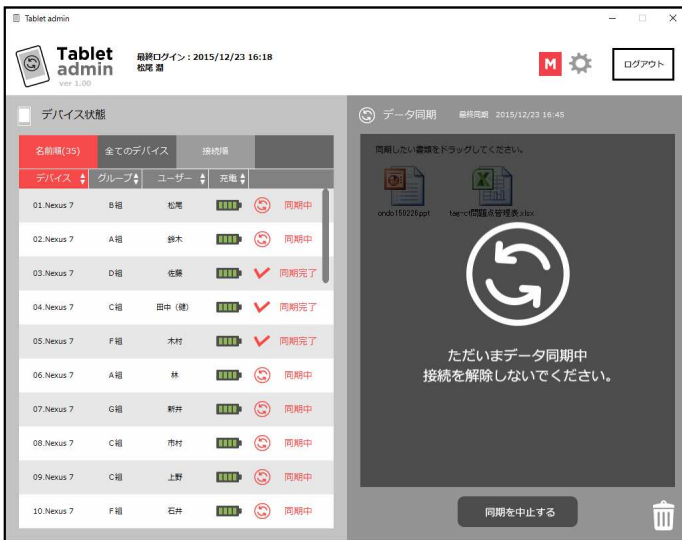 Tablet admin
Tablet
admin
ver 1.00
最終ログイン：2015/12/23 16:18
松尾 潤
M
ログアウト
デバイス状態
名前順(35) 全てのデバイス 接続順
デバイス グループ ユーザー 充電
01.Nexus 7 B組 松尾 同期中
02.Nexus 7 A組 鈴木 同期中
03.Nexus 7 D組 佐藤 同期完了
04.Nexus 7 C組 田中（健） 同期完了
05.Nexus 7 F組 木村 同期完了
06.Nexus 7 A組 林 同期中
07.Nexus 7 G組 新井 同期中
08.Nexus 7 C組 市村 同期中
09.Nexus 7 C組 上野 同期中
10.Nexus 7 F組 石井 同期中
データ同期 最終同期 2015/12/23 16:45
同期したい書類をドラッグしてください。
ondo150226.ppt tag-ct問題点管理表.xlsx
ただいまデータ同期中
接続を解除しないでください。
同期を中止する